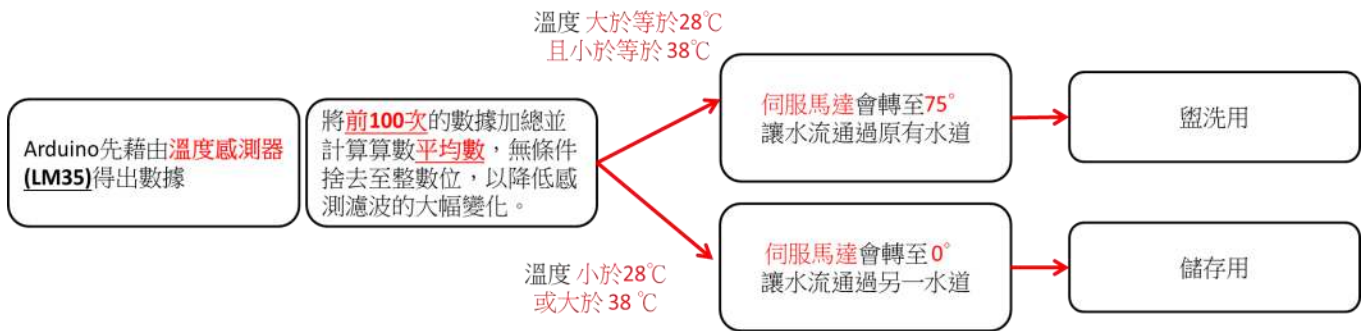 溫度 大於等於28℃
且小於等於 38℃
Arduino先藉由溫度感測器
(LM35)得出數據
將前100次的數據加總並
計算算數平均數，無條件
捨去至整數位，以降低感
測濾波的大幅變化。
伺服馬達會轉至75°
讓水流通過原有水道
盥洗用
溫度 小於28℃
或大於 38 ℃
伺服馬達會轉至 0°
讓水流通過另一水道
儲存用